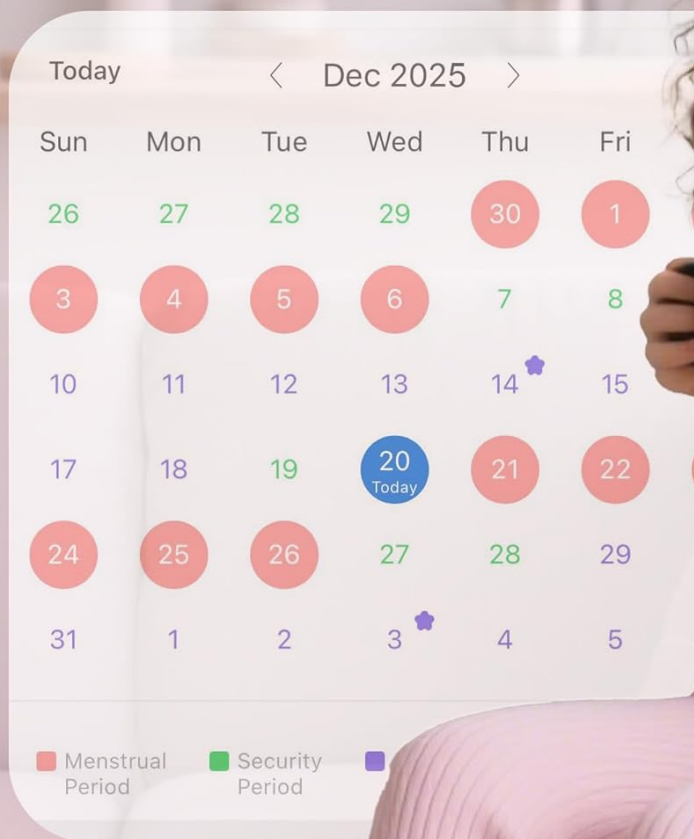 Today Dec 2025
Sun Mon Tue Wed Thu Fri
26 27 28 29 30 1
3 4 5 6 7 8
10 11 12 13 14 15
17 18 19 20 21 22
Today
24 25 26 27 28 29
31 1 2 3 4 5
Menstrual Security
Period Period